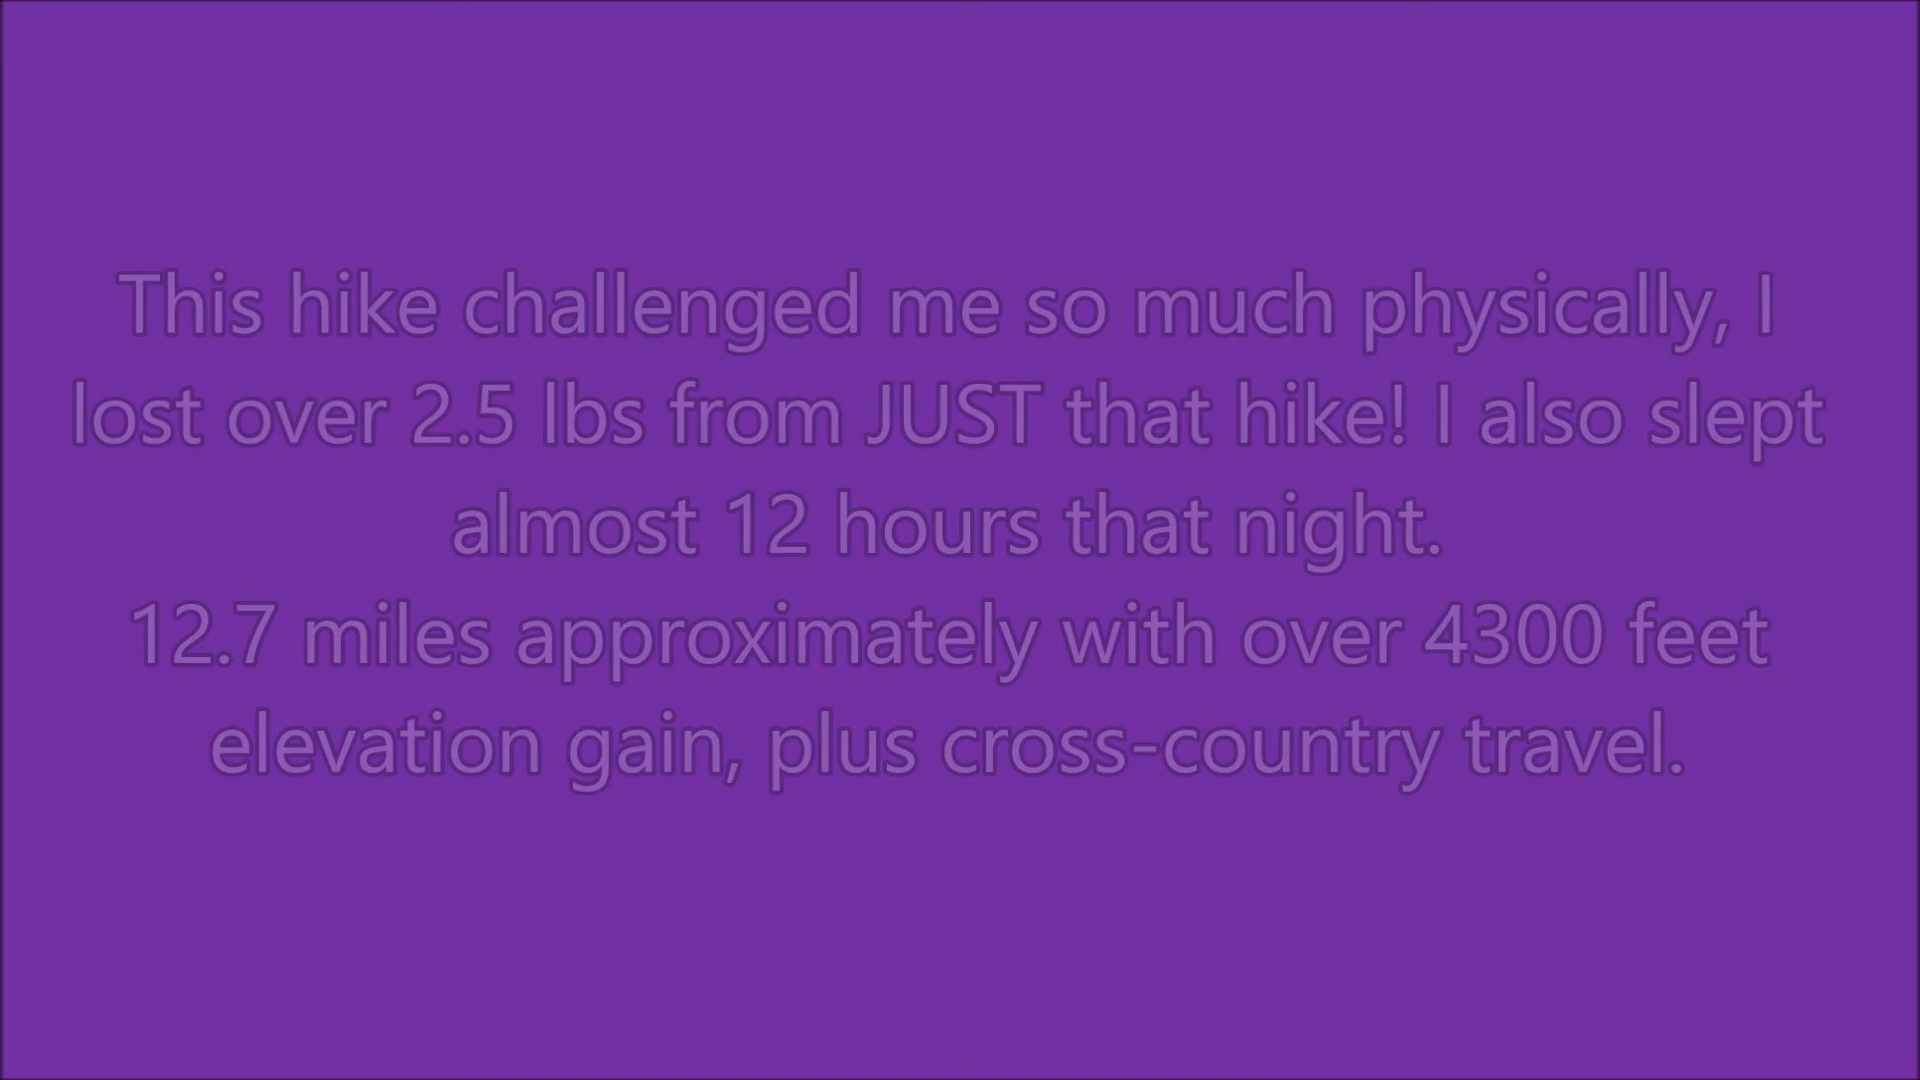 This hike challenged me so much physically, I
lost over 2.5 lbs from JUST that hike! I also slept
almost 12 hours that night.
12.7 miles approximately with over 4300 feet
elevation gain, plus cross-country travel.